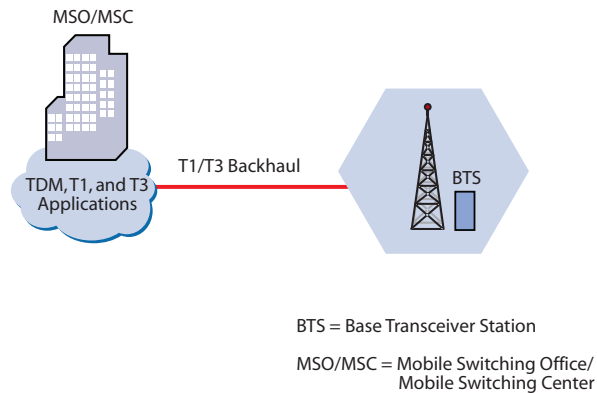 MSO/MSC
TDM, T1, and T3
Applications
T1/T3 Backhaul
BTS
BTS = Base Transceiver Station
MSO/MSC = Mobile Switching Office/
Mobile Switching Center